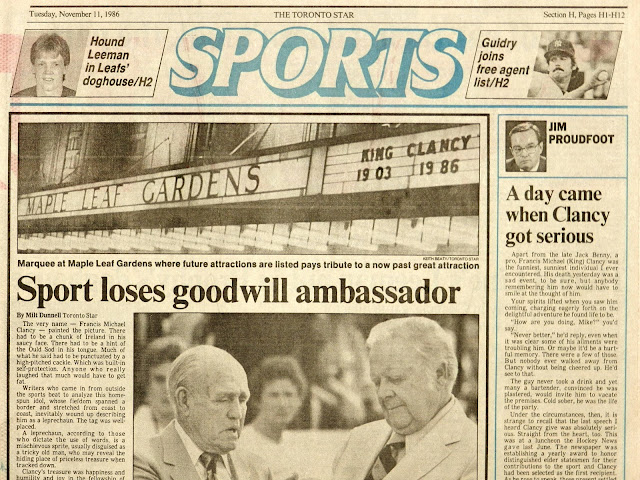 Tuesday, November 11, 1986
THE TORONTO STAR
Section H, Pages H1-H12
Hound
Leeman
in Leafs'
doghouse/H2
SPORTS
Guidry
joins
free agent
list/H2
MAPLE LEAF GARDENS
KING CLANCY
1903 1986
KEITH BEATY/TORONTO STAR
Marquee at Maple Leaf Gardens where future attractions are listed pays tribute to a now past great attraction
Sport loses goodwill ambassador
By Milt Dunnell Toronto Star
The very name — Francis Michael
Clancy — painted the picture. There
had to be a chunk of Ireland in his
saucy face. There had to be a hint of
the Ould Sod in his tongue. Much of
what he said had to be punctuated by a
high-pitched cackle. Which was built-in
self-protection. Anyone who really
laughed that much would have to get
fat.
Writers who came in from outside
the sports beat to analyze this home-
spun idol, whose fiefdom spanned a
border and stretched from coast to
coast, inevitably wound up describing
him as a leprechaun. The tag was well-
placed.
A leprechaun, according to those
who dictate the use of words, is a
mischievous sprite, usually disguised as
a tricky old man, who may reveal the
hiding place of priceless treasure when
tracked down.
Clancy's treasure was happiness and
humility and joy in the fellowship of
JIM
PROUDFOOT
A day came
when Clancy
got serious
Apart from the late Jack Benny, a
pro, Francis Michael (King) Clancy was
the funniest, sunniest individual I ever
encountered. His death yesterday was a
sad event, to be sure, but anybody
remembering him now would have to
smile at the thought of him.
Your spirits lifted when you saw him
coming, charging eagerly forth on the
delightful adventure he found life to be.
"How are you doing, Mike?" you'd
say.
"Never better," he'd reply, even when
it was clear some of his ailments were
troubling him. Or maybe it'd be a hurt-
ful memory. There were a few of those.
But nobody ever walked away from
Clancy without being cheered up. He'd
see to that.
The guy never took a drink and yet
many a bartender, convinced he was
plastered, would invite him to vacate
the premises. Cold sober, he was the life
of the party.
Under the circumstances, then, it is
strange to recall that the last speech I
heard Clancy give was absolutely seri-
ous. Straight from the heart, too. This
was at a luncheon the Hockey News
gave last June. The newspaper was
establishing a yearly award to honor
distinguished elder statesmen for their
contributions to the sport and Clancy
had been selected as the first recipient.